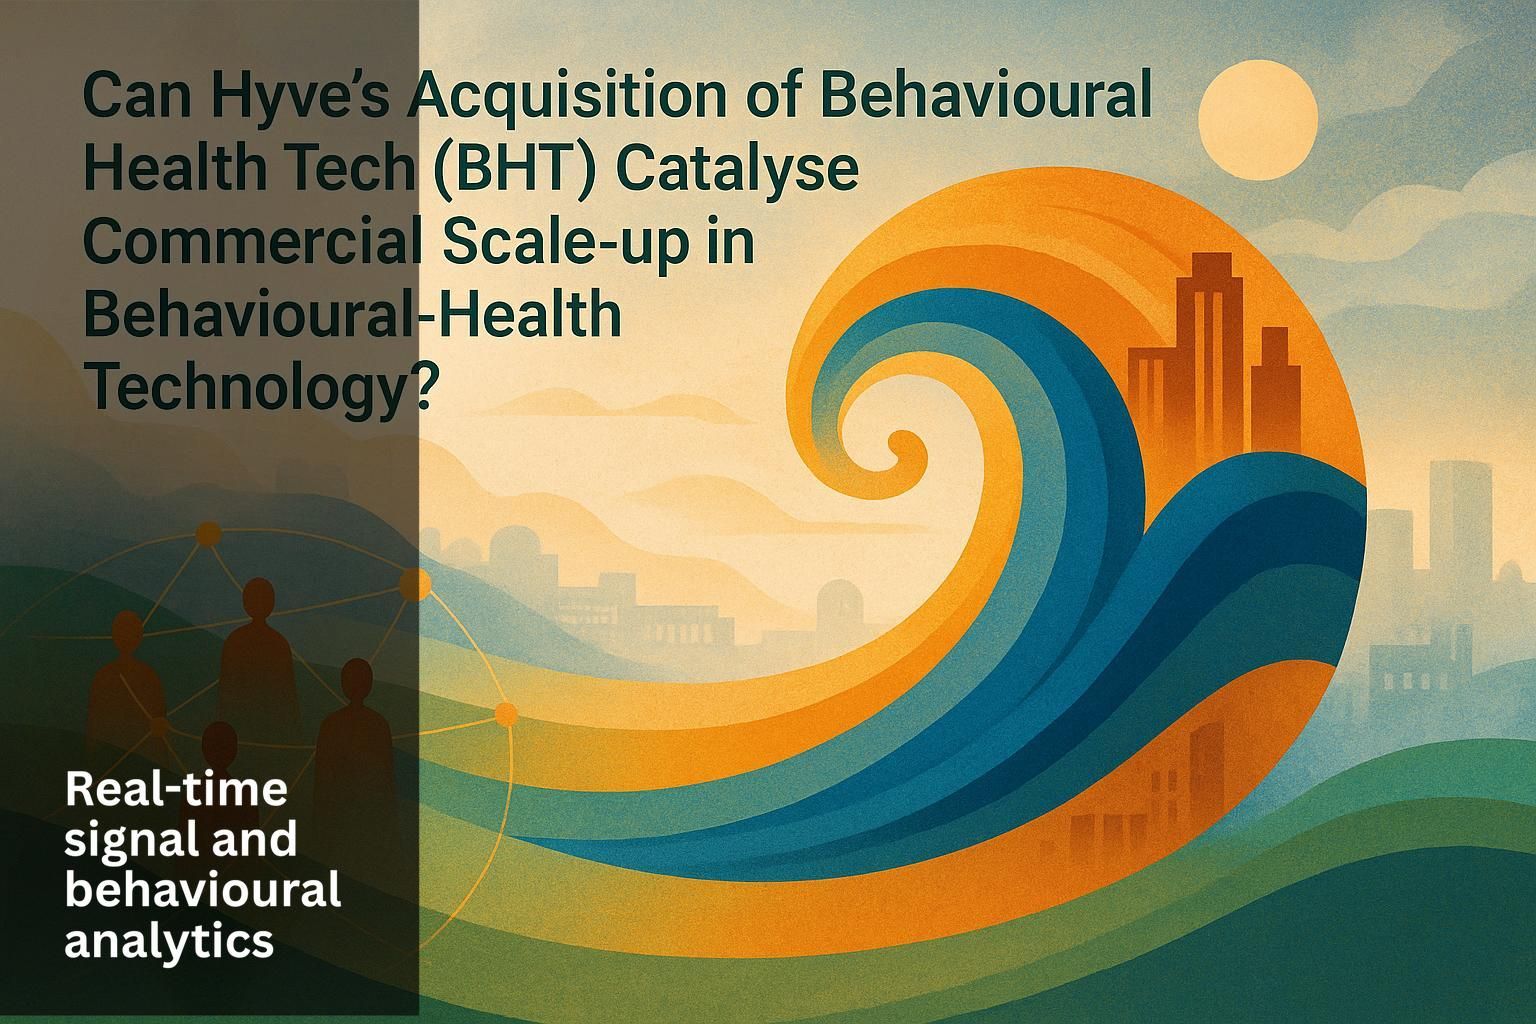 Can Hyve’s Acquisition of Behavioural
Health Tech (BHT) Catalyse
Commercial Scale-up in
Behavioural-Health
Technology?
Real-time
signal and
behavioural
analytics